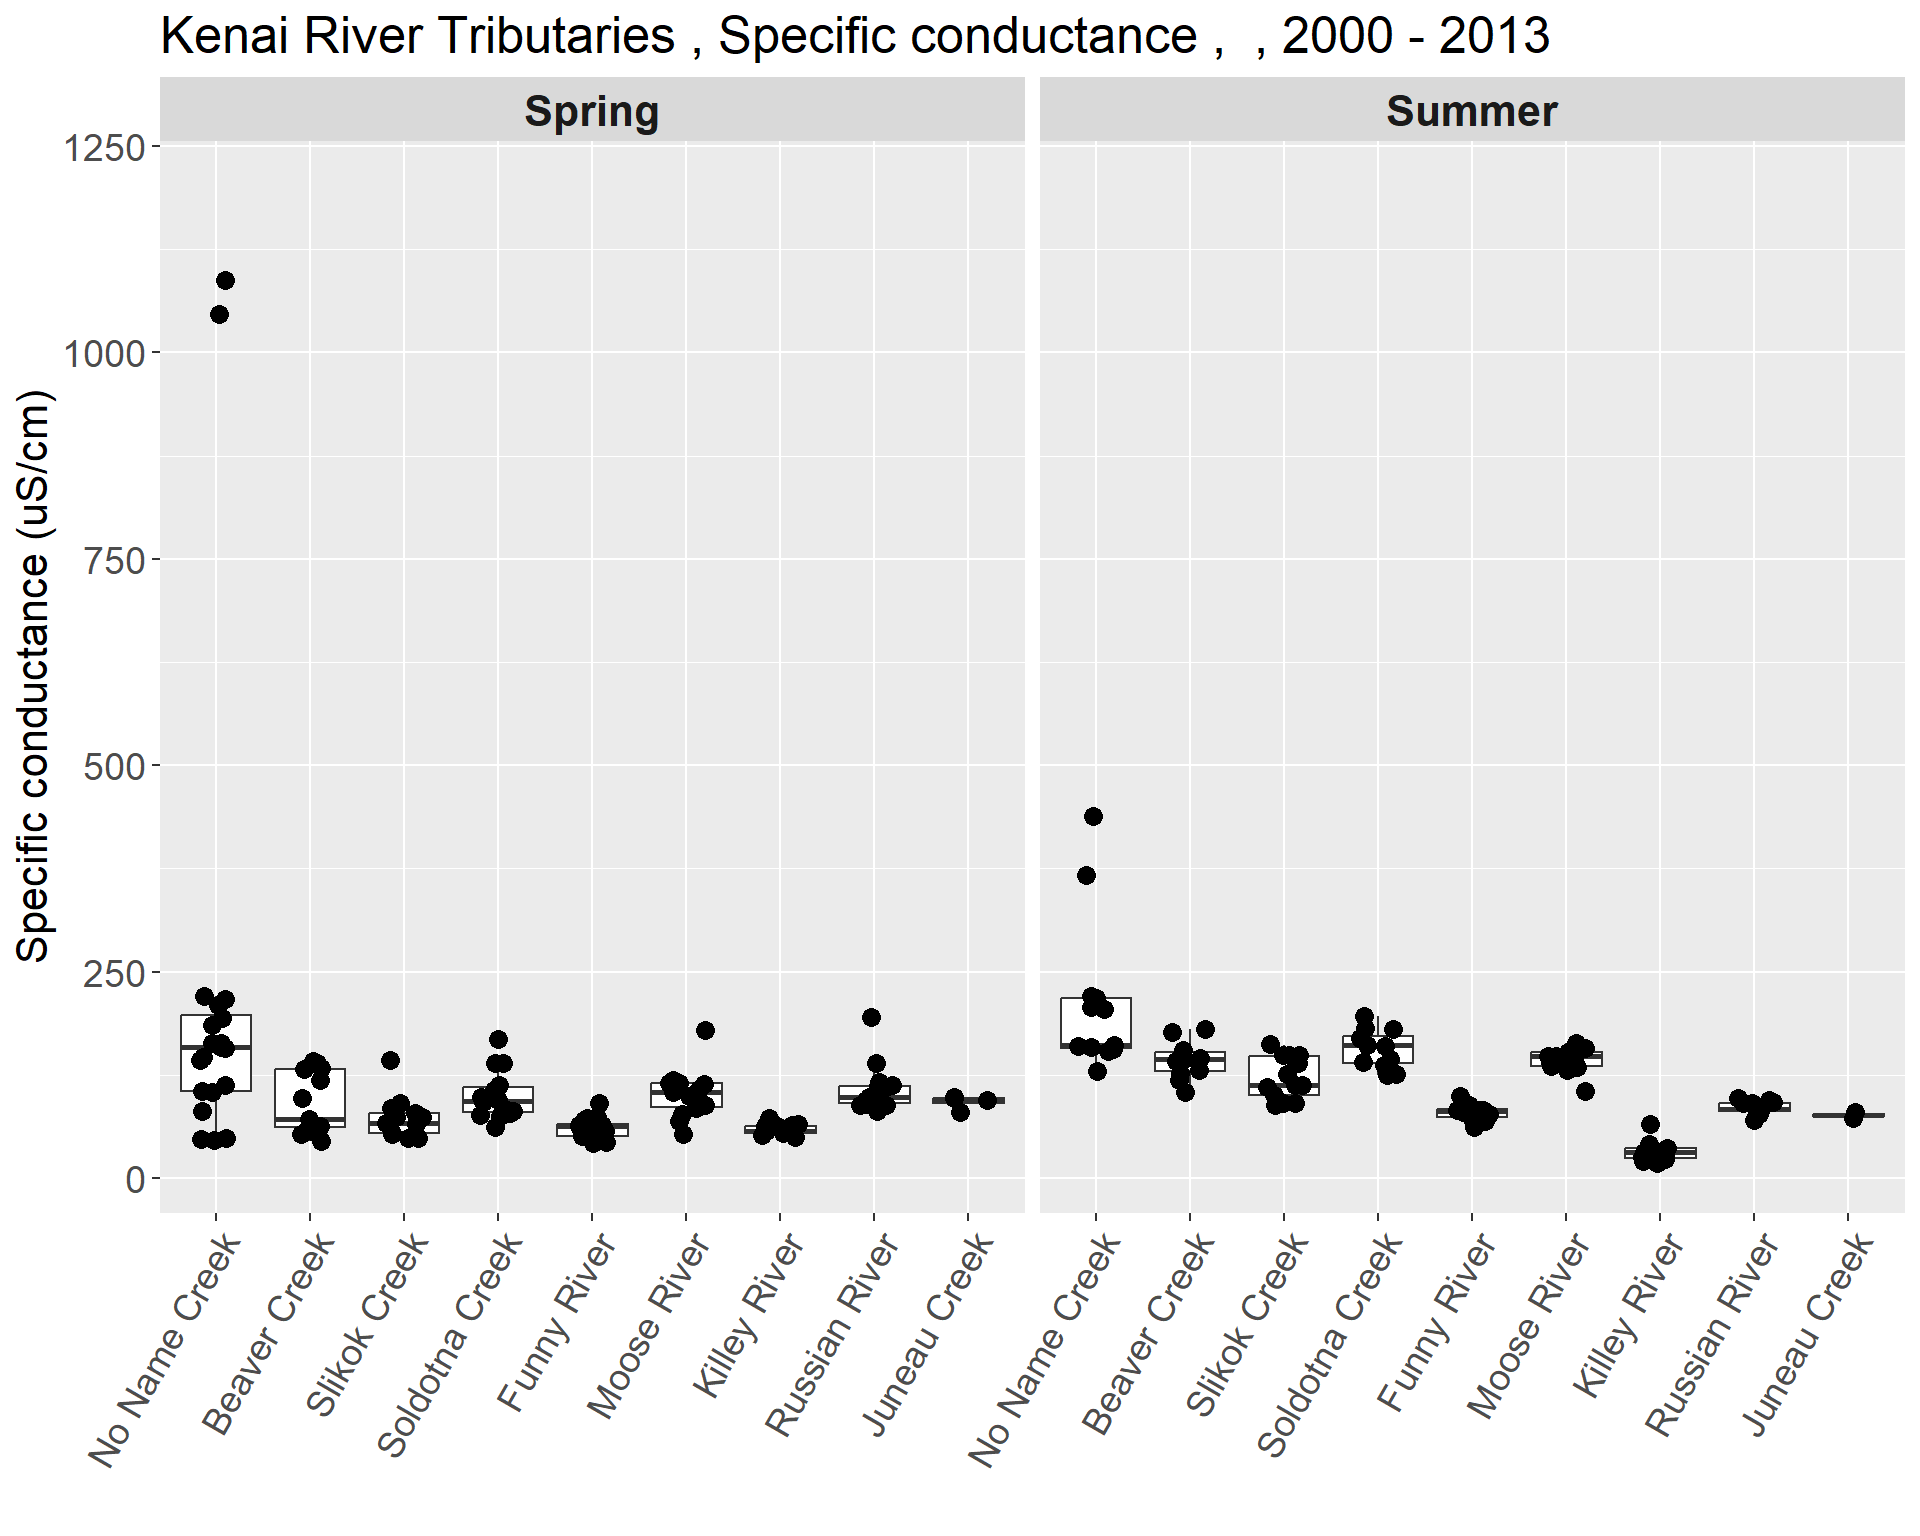 Kenai River Tributaries , Specific conductance ,  , 2000 - 2013
Spring
Summer
Specific conductance (uS/cm)
1250
1000
750
500
250
0
No Name Creek
Beaver Creek
Slikok Creek
Soldotna Creek
Funny River
Moose River
Killey River
Russian River
Juneau Creek
No Name Creek
Beaver Creek
Slikok Creek
Soldotna Creek
Funny River
Moose River
Killey River
Russian River
Juneau Creek